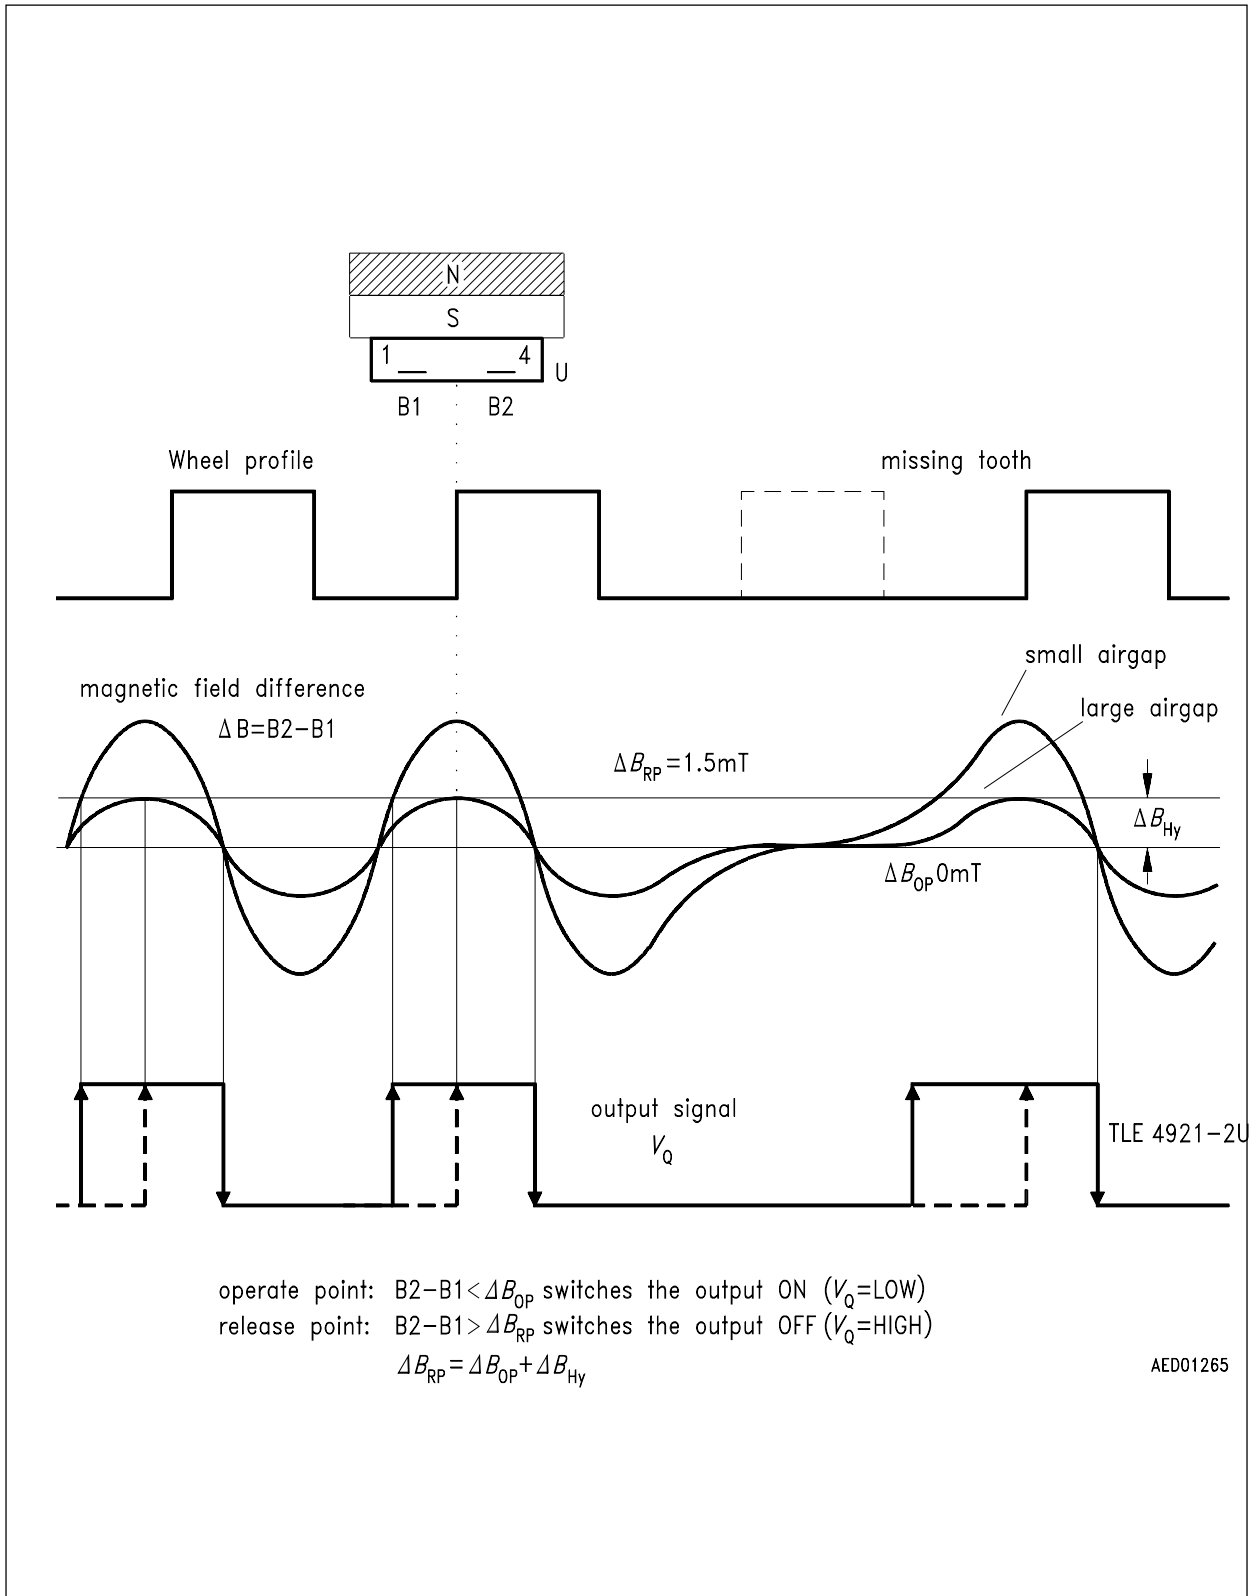 N
S
1 4
U
B1 B2
Wheel profile
missing tooth
small airgap
magnetic field difference
large airgap
ΔB=B2−B1
ΔB_RP=1.5mT
ΔB_Hy
ΔB_OP 0mT
output signal
V_Q
TLE 4921−2U
operate point: B2−B1<ΔB_OP switches the output ON (V_Q=LOW)
release point: B2−B1>ΔB_RP switches the output OFF (V_Q=HIGH)
ΔB_RP=ΔB_OP+ΔB_Hy
AED01265